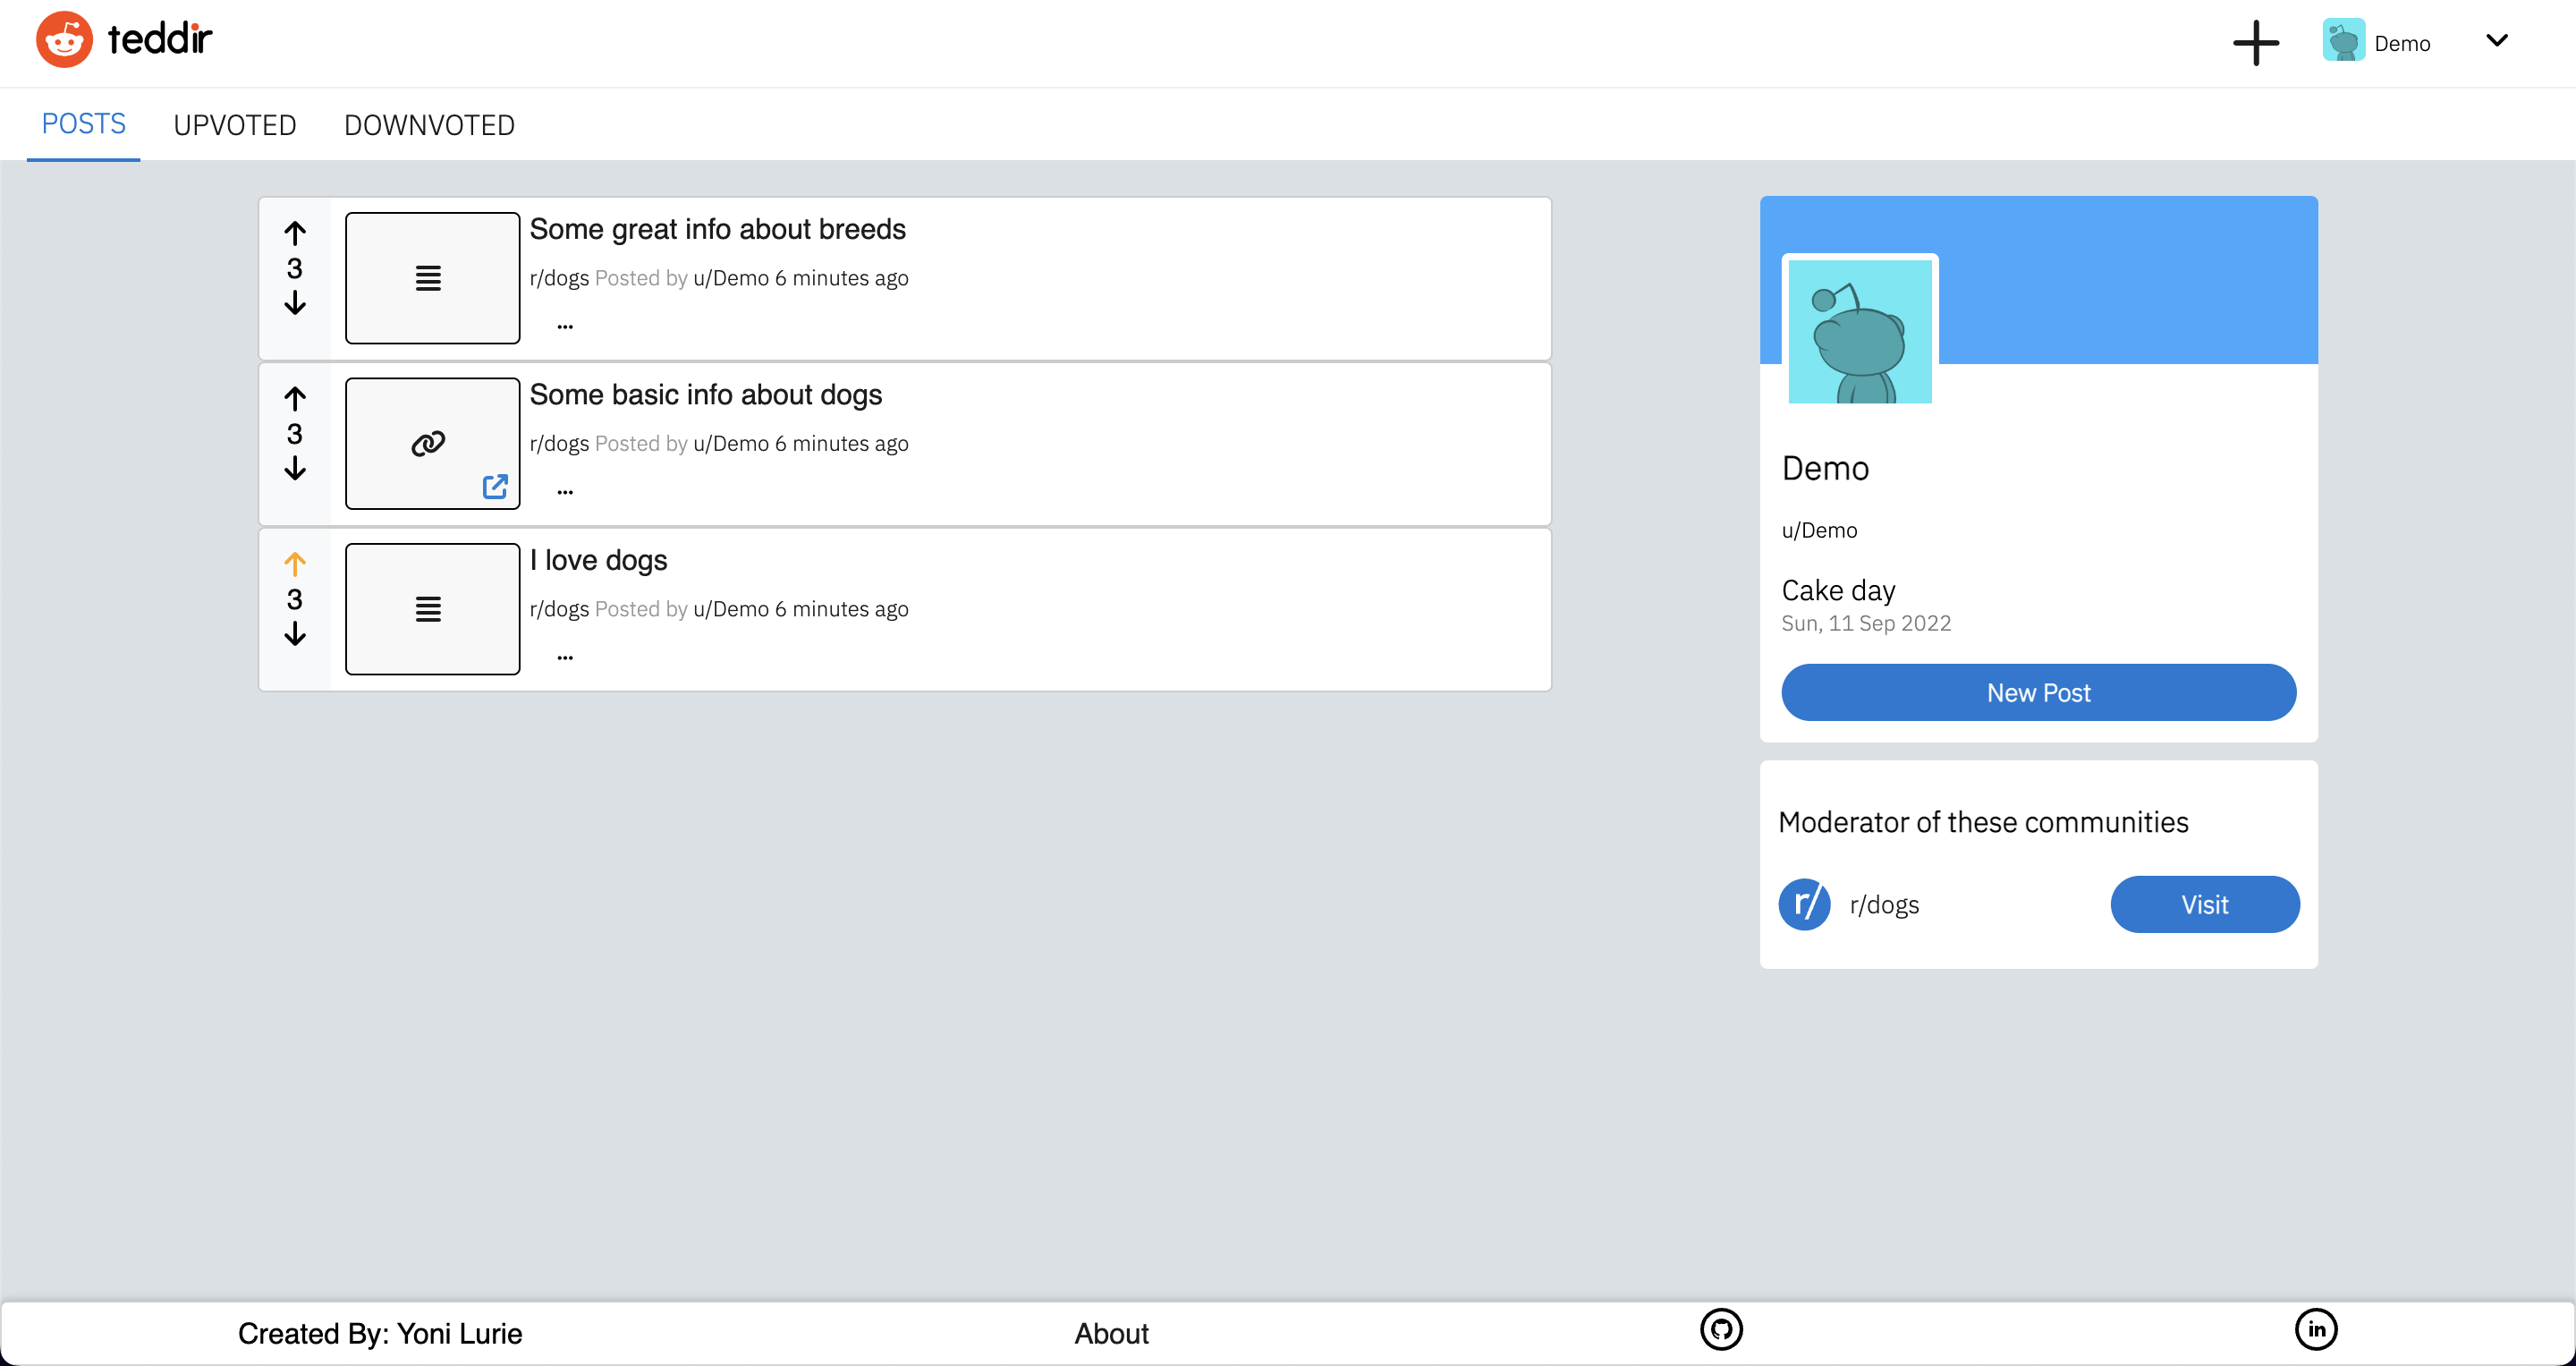 teddir
Demo
POSTS UPVOTED DOWNVOTED
3
Some great info about breeds
r/dogs Posted by u/Demo 6 minutes ago
...
3
Some basic info about dogs
r/dogs Posted by u/Demo 6 minutes ago
...
3
I love dogs
r/dogs Posted by u/Demo 6 minutes ago
...
Demo
u/Demo
Cake day
Sun, 11 Sep 2022
New Post
Moderator of these communities
r/ r/dogs Visit
Created By: Yoni Lurie About in